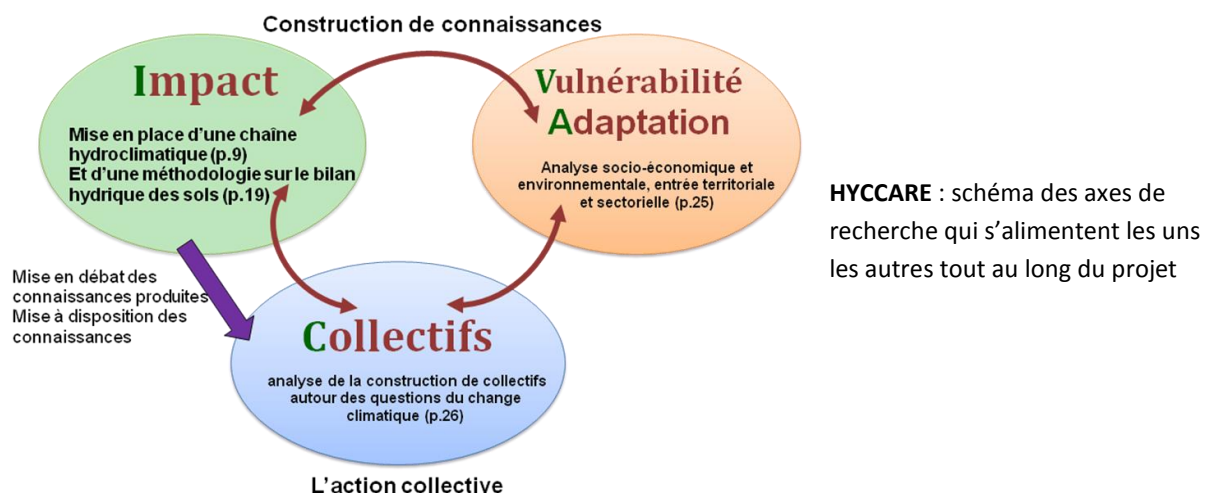 Construction de connaissances
Impact
Mise en place d'une chaîne
hydroclimatique (p.9)
Et d'une méthodologie sur le bilan
hydrique des sols (p.19)
Vulnérabilité
Adaptation
Analyse socio-économique et
environnementale, entrée territoriale
et sectorielle (p.25)
HYCCARE : schéma des axes de
recherche qui s'alimentent les uns
les autres tout au long du projet
Mise en débat des
connaissances produites
Mise à disposition des
connaissances
Collectifs
analyse de la construction de collectifs
autour des questions du change
climatique (p.26)
L'action collective